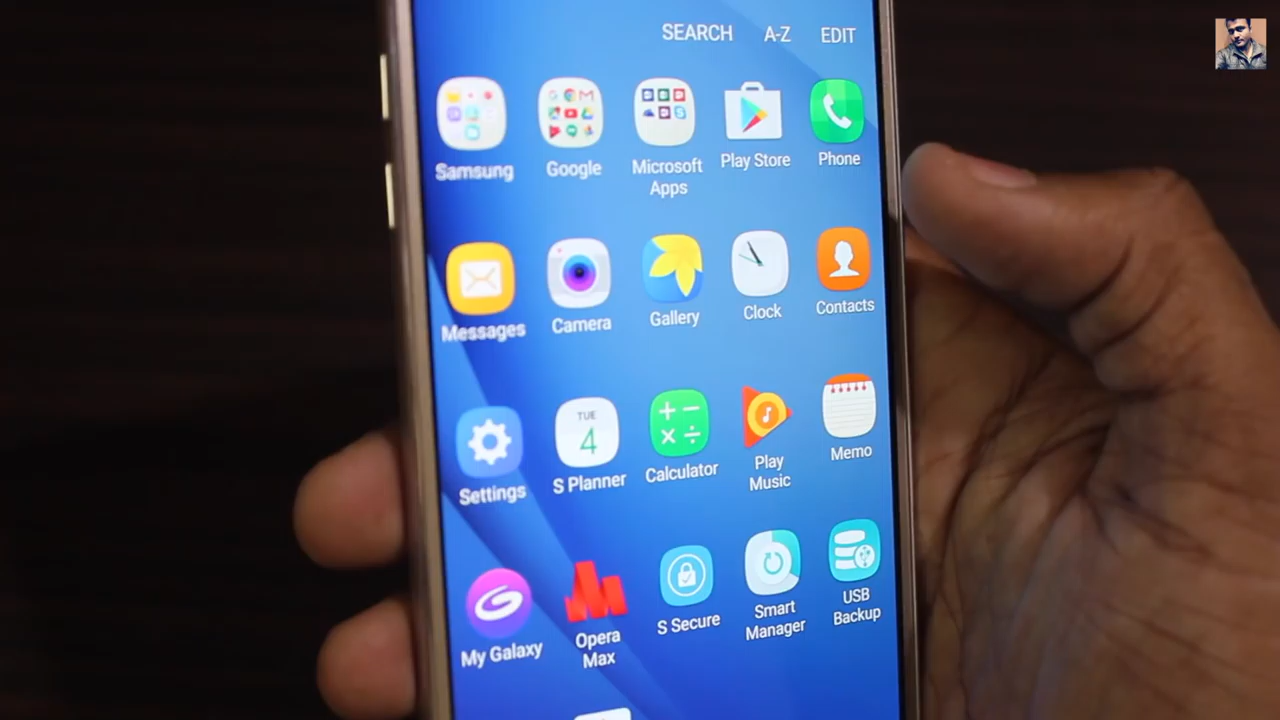 SEARCH A-Z EDIT
Samsung Google Microsoft Apps Play Store Phone
Messages Camera Gallery Clock Contacts
TUE
4
Settings S Planner Calculator Play Music Memo
My Galaxy Opera Max S Secure Smart Manager USB Backup